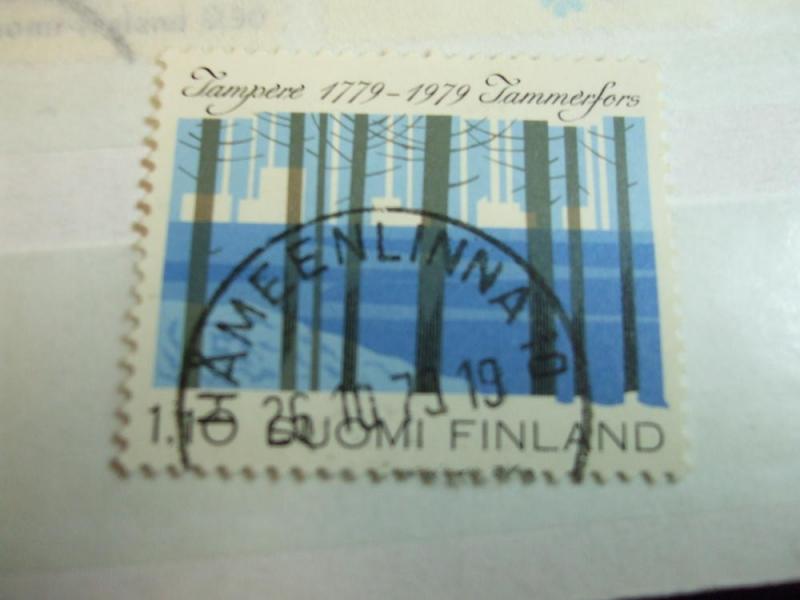 Tampere 1779-1979 Tammerfors
HÄMEENLINNA 10
26.10.79.19
1.10 SUOMI FINLAND